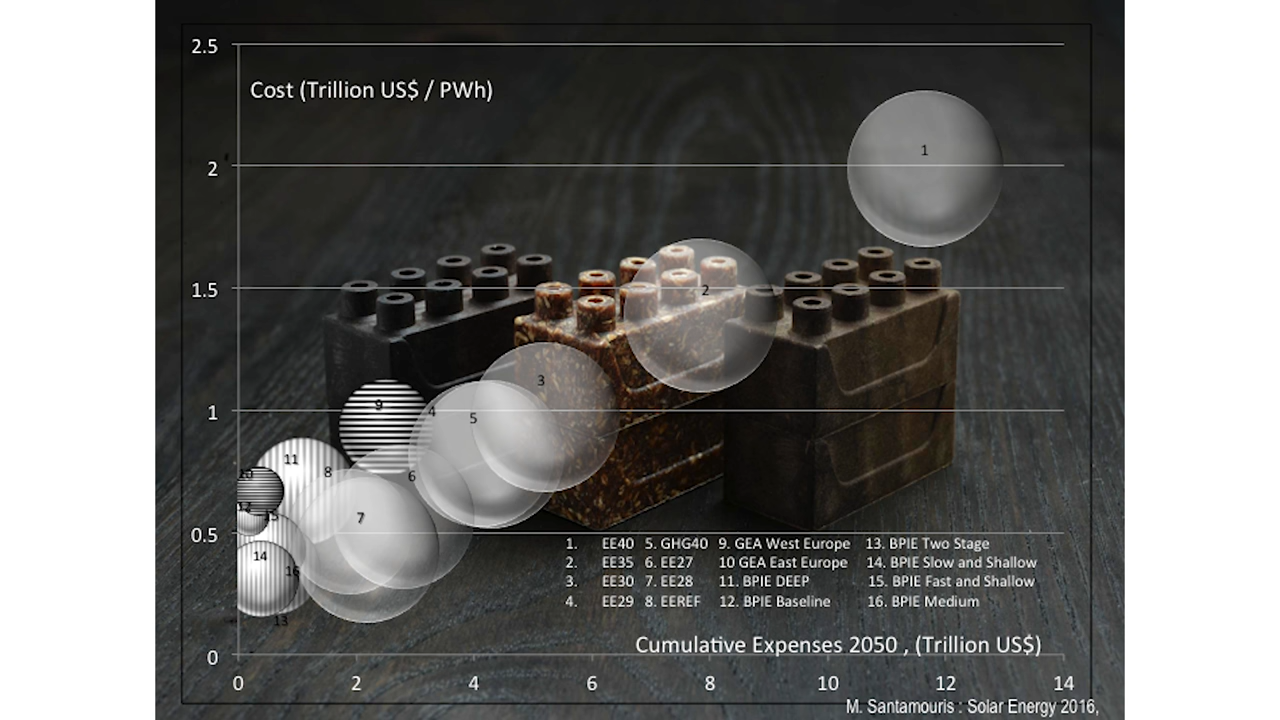 2.5
Cost (Trillion US$ / PWh)
1
2
1.5
2
3
9
4
1
5
11
8
6
7
0.5
14
16
13
1. EE40 5. GHG40 9. GEA West Europe 13. BPIE Two Stage
2. EE35 6. EE27 10 GEA East Europe 14. BPIE Slow and Shallow
3. EE30 7. EE28 11. BPIE DEEP 15. BPIE Fast and Shallow
4. EE29 8. EEREF 12. BPIE Baseline 16. BPIE Medium
Cumulative Expenses 2050 , (Trillion US$)
0
0 2 4 6 8 10 12 14
M. Santamouris : Solar Energy 2016,